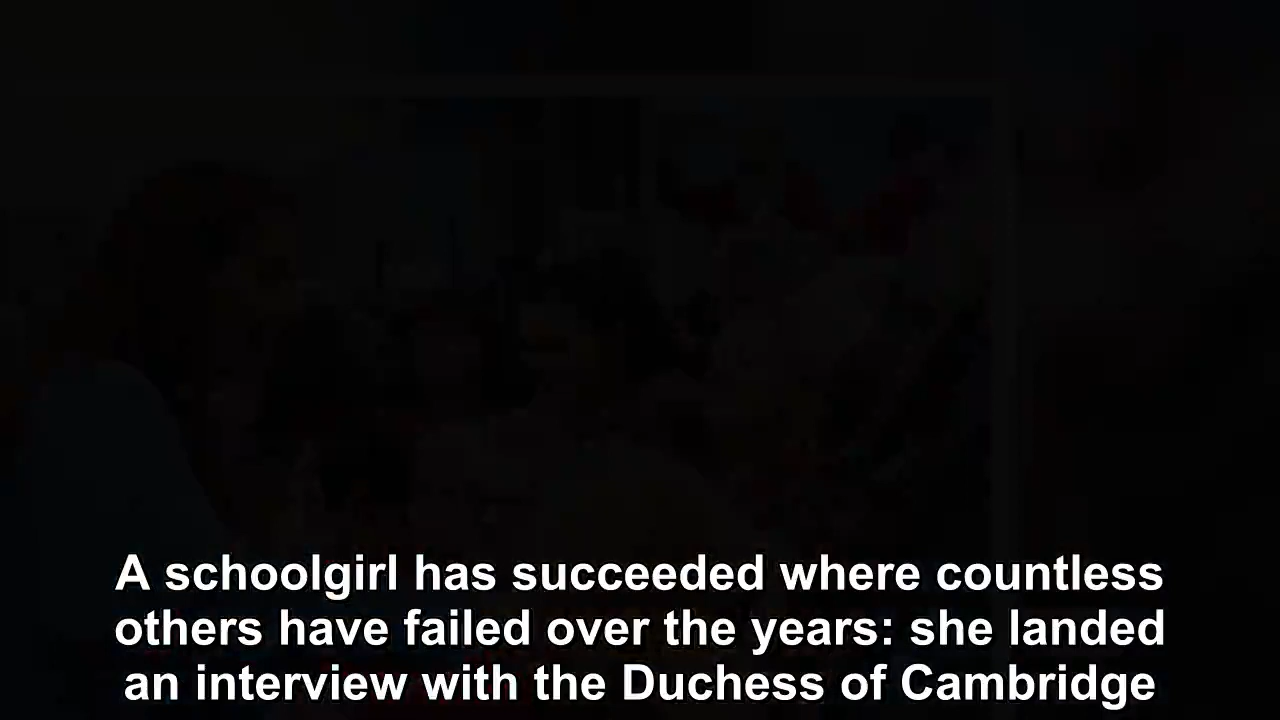 A schoolgirl has succeeded where countless
others have failed over the years: she landed
an interview with the Duchess of Cambridge